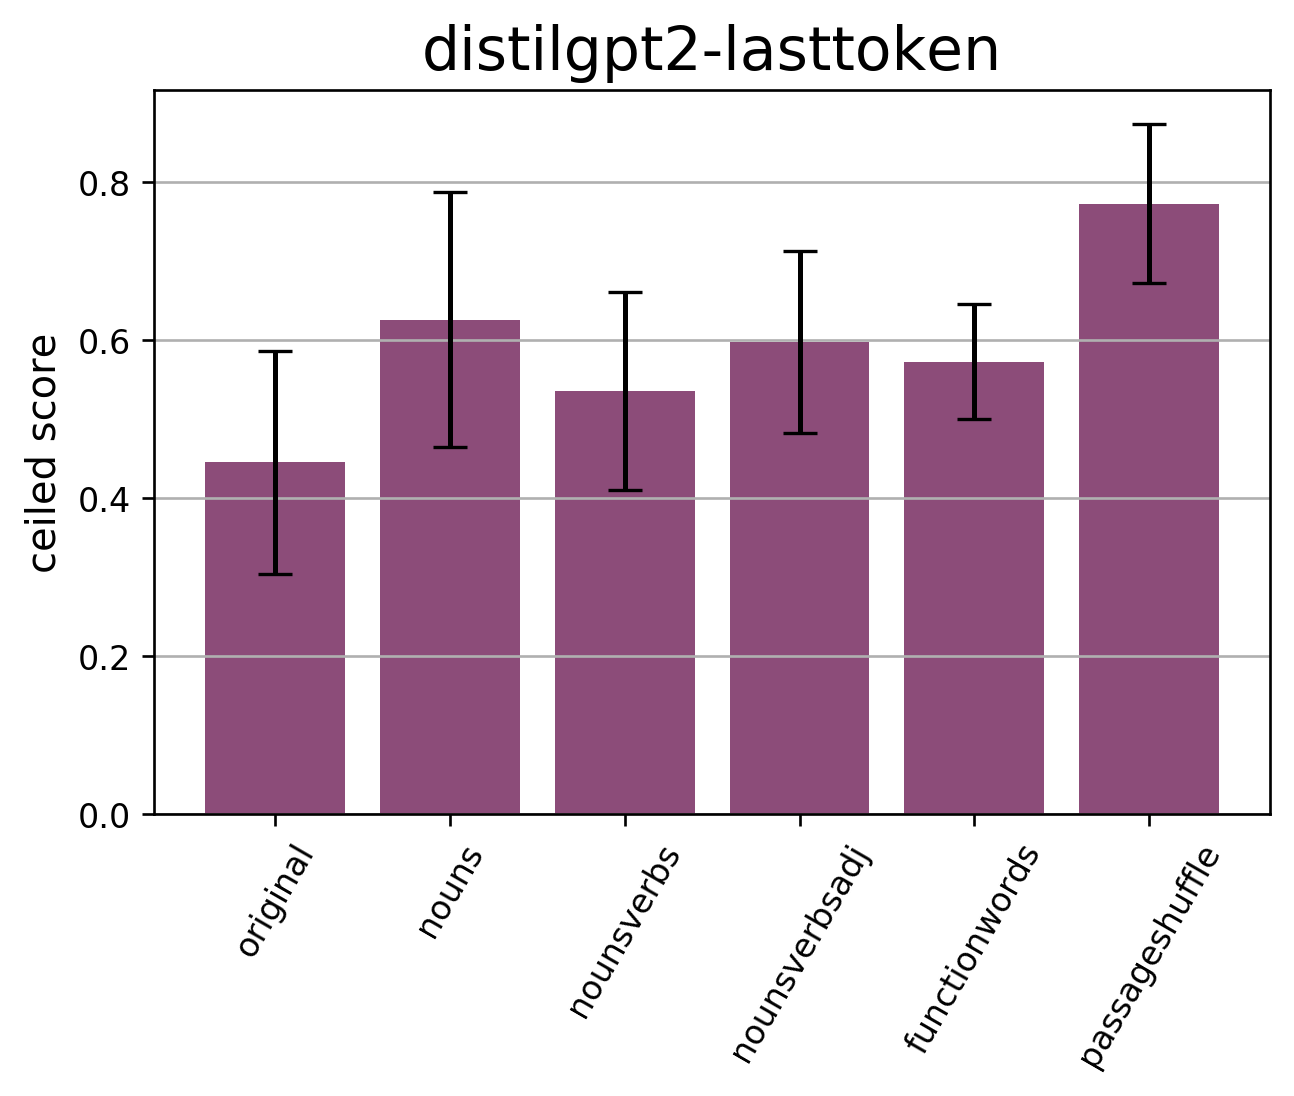 distilgpt2-lasttoken
ceiled score
0.8
0.6
0.4
0.2
0.0
original
nouns
nounsverbs
nounsverbsadj
functionwords
passageshuffle